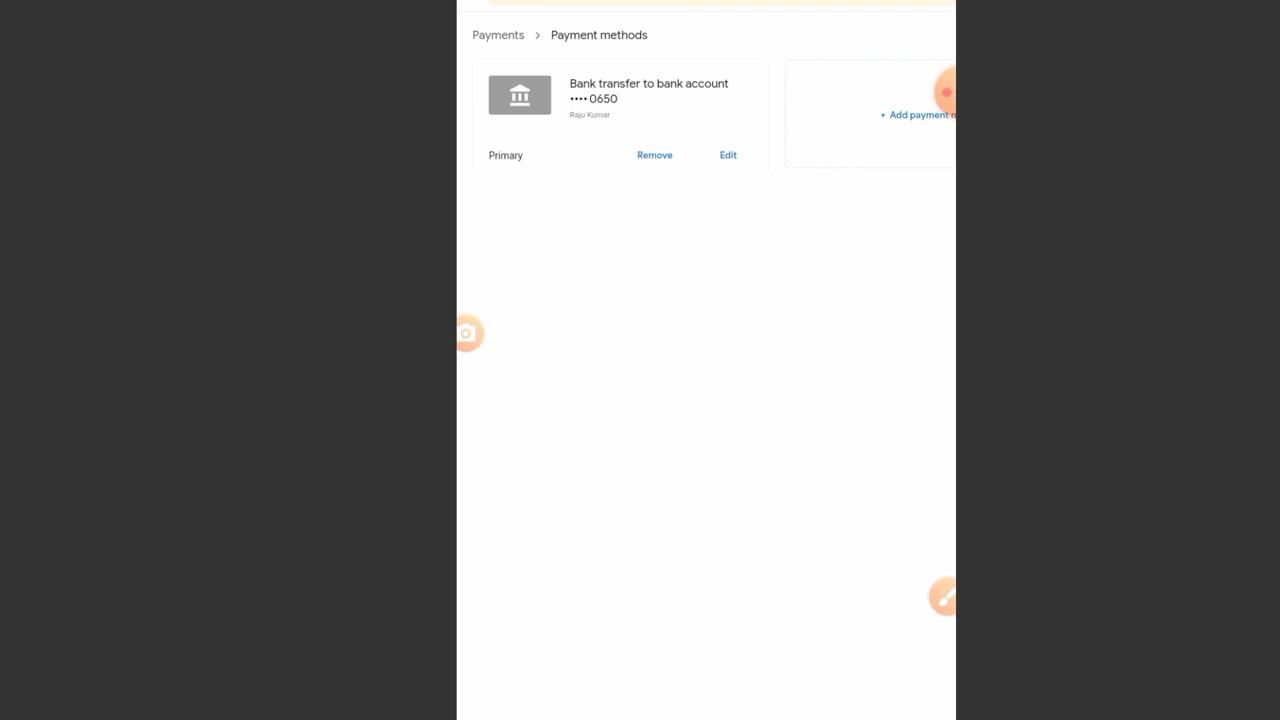 Payments > Payment methods
Bank transfer to bank account
•••• 0650
Raju Kumar
Primary
Remove
Edit
+ Add payment